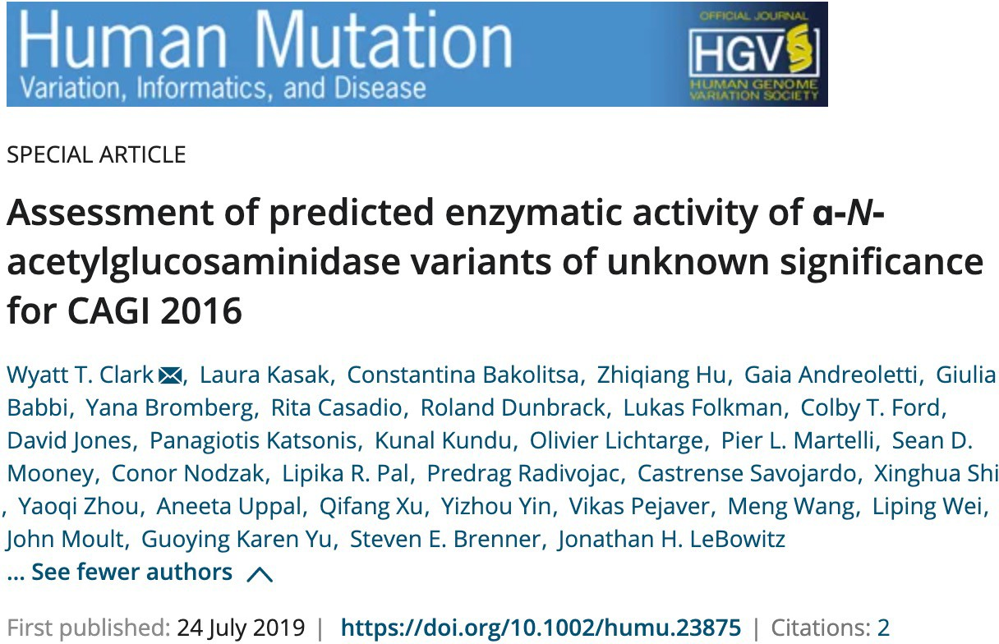 Human Mutation
Variation, Informatics, and Disease
OFFICIAL JOURNAL
HGVS
HUMAN GENOME
VARIATION SOCIETY
SPECIAL ARTICLE
Assessment of predicted enzymatic activity of α-N-
acetylglucosaminidase variants of unknown significance
for CAGI 2016
Wyatt T. Clark, Laura Kasak, Constantina Bakolitsa, Zhiqiang Hu, Gaia Andreoletti, Giulia
Babbi, Yana Bromberg, Rita Casadio, Roland Dunbrack, Lukas Folkman, Colby T. Ford,
David Jones, Panagiotis Katsonis, Kunal Kundu, Olivier Lichtarge, Pier L. Martelli, Sean D.
Mooney, Conor Nodzak, Lipika R. Pal, Predrag Radivojac, Castrense Savojardo, Xinghua Shi
, Yaoqi Zhou, Aneeta Uppal, Qifang Xu, Yizhou Yin, Vikas Pejaver, Meng Wang, Liping Wei,
John Moult, Guoying Karen Yu, Steven E. Brenner, Jonathan H. LeBowitz
... See fewer authors
First published: 24 July 2019 | https://doi.org/10.1002/humu.23875 | Citations: 2